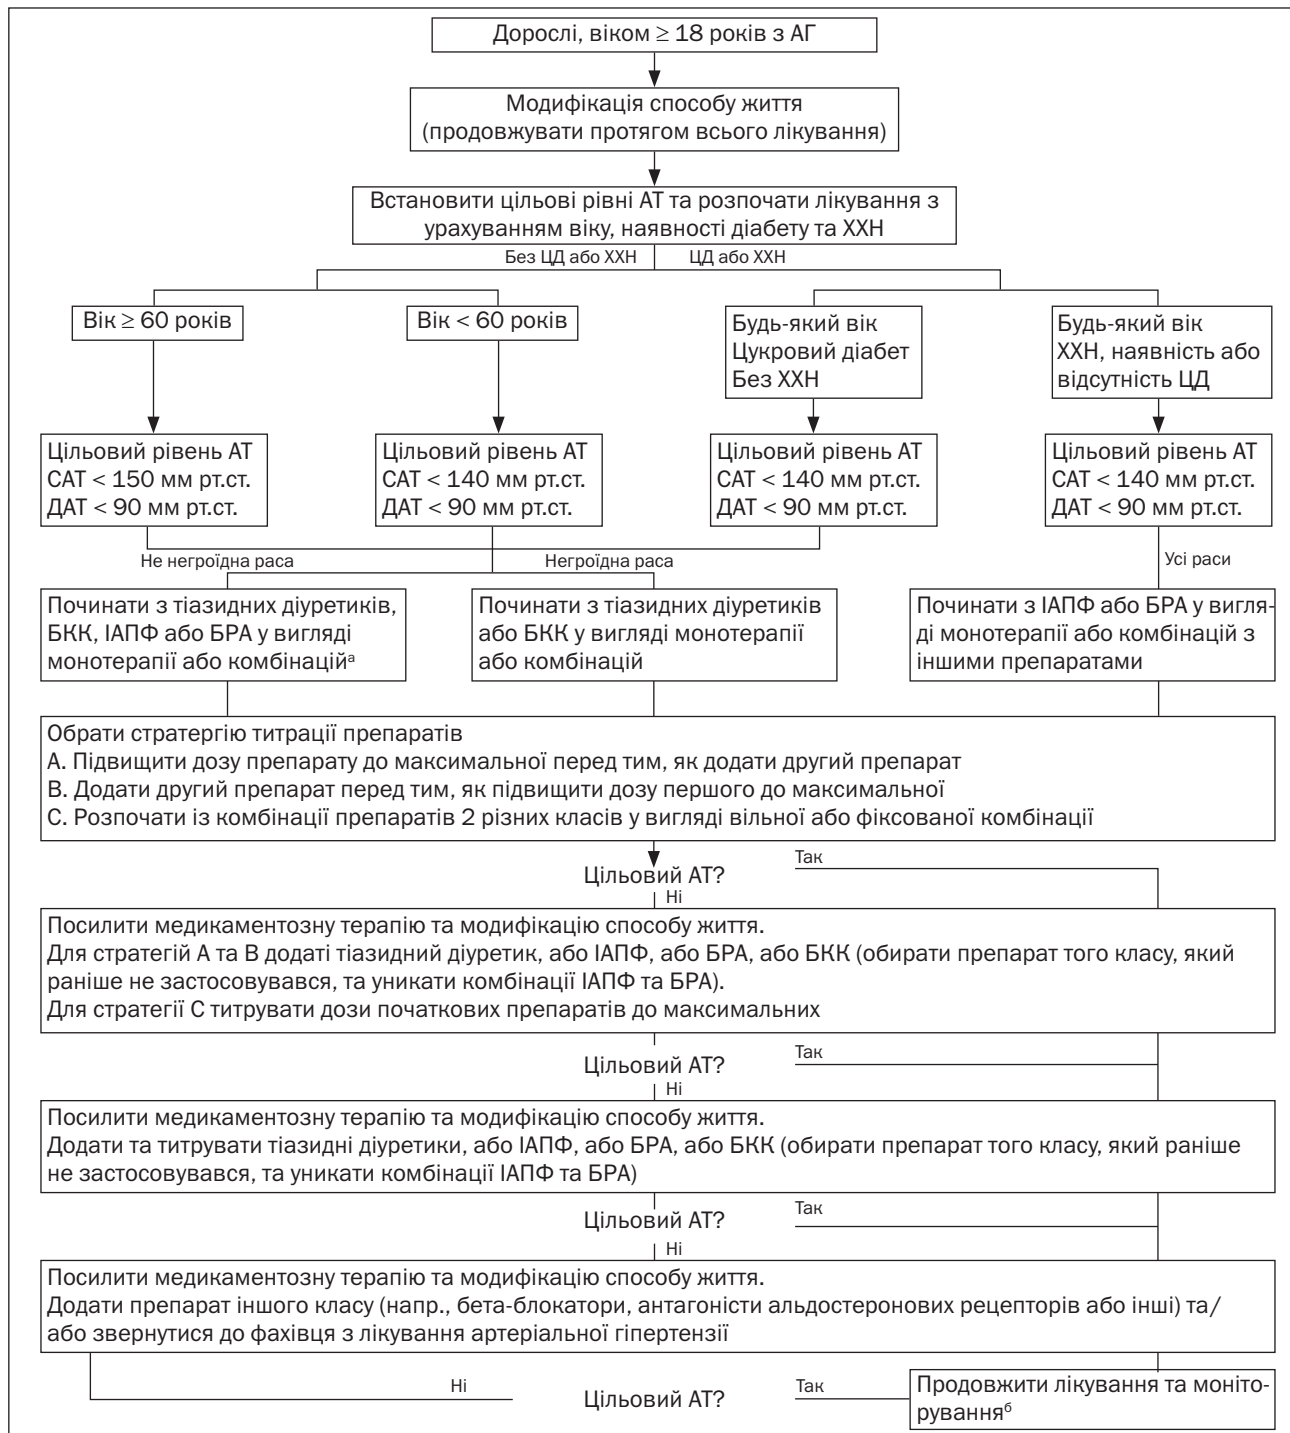 Дорослі, віком ≥ 18 років з АГ
Модифікація способу життя
(продовжувати протягом всього лікування)
Встановити цільові рівні АТ та розпочати лікування з
урахуванням віку, наявності діабету та ХХН
Без ЦД або ХХН
ЦД або ХХН
Вік ≥ 60 років
Вік < 60 років
Будь-який вік
Цукровий діабет
Без ХХН
Будь-який вік
ХХН, наявність або
відсутність ЦД
Цільовий рівень АТ
САТ < 150 мм рт.ст.
ДАТ < 90 мм рт.ст.
Цільовий рівень АТ
САТ < 140 мм рт.ст.
ДАТ < 90 мм рт.ст.
Цільовий рівень АТ
САТ < 140 мм рт.ст.
ДАТ < 90 мм рт.ст.
Цільовий рівень АТ
САТ < 140 мм рт.ст.
ДАТ < 90 мм рт.ст.
Не негроїдна раса
Негроїдна раса
Усі раси
Починати з тіазидних діуретиків,
БКК, ІАПФ або БРА у вигляді
монотерапії або комбінаційᵃ
Починати з тіазидних діуретиків
або БКК у вигляді монотерапії
або комбінацій
Починати з ІАПФ або БРА у вигля-
ді монотерапії або комбінацій з
іншими препаратами
Обрати стратергію титрації препаратів
А. Підвищити дозу препарату до максимальної перед тим, як додати другий препарат
В. Додати другий препарат перед тим, як підвищити дозу першого до максимальної
С. Розпочати із комбінації препаратів 2 різних класів у вигляді вільної або фіксованої комбінації
Цільовий АТ?
Так
Ні
Посилити медикаментозну терапію та модифікацію способу життя.
Для стратегій А та В додаті тіазидний діуретик, або ІАПФ, або БРА, або БКК (обирати препарат того класу, який
раніше не застосовувався, та уникати комбінації ІАПФ та БРА).
Для стратегії С титрувати дози початкових препаратів до максимальних
Цільовий АТ?
Так
Ні
Посилити медикаментозну терапію та модифікацію способу життя.
Додати та титрувати тіазидні діуретики, або ІАПФ, або БРА, або БКК (обирати препарат того класу, який раніше
не застосовувався, та уникати комбінації ІАПФ та БРА)
Цільовий АТ?
Так
Ні
Посилити медикаментозну терапію та модифікацію способу життя.
Додати препарат іншого класу (напр., бета-блокатори, антагоністи альдостеронових рецепторів або інші) та/
або звернутися до фахівця з лікування артеріальної гіпертензії
Ні
Цільовий АТ?
Так
Продовжити лікування та моніто-
рування⁶